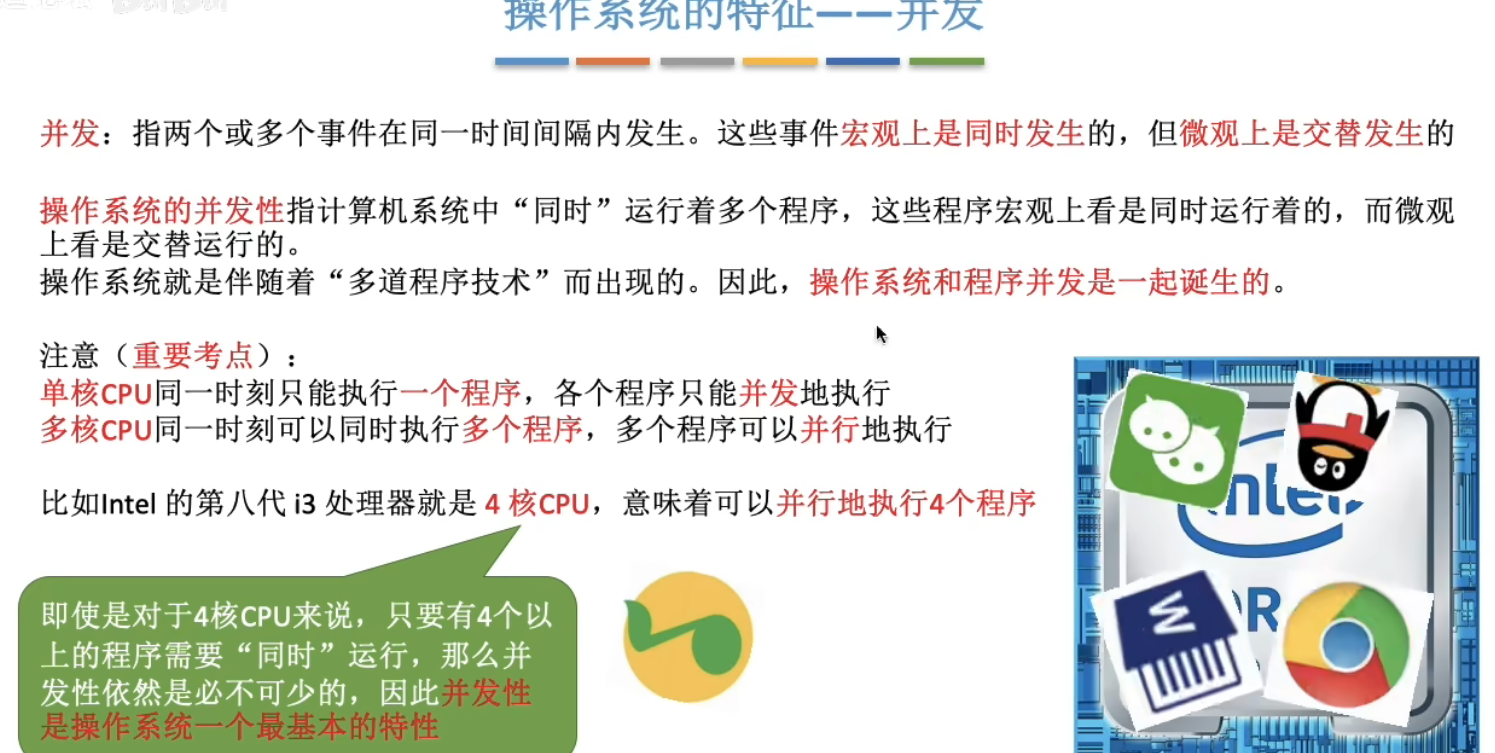 操作系统的特征——并发
并发：指两个或多个事件在同一时间间隔内发生。这些事件宏观上是同时发生的，但微观上是交替发生的
操作系统的并发性指计算机系统中“同时”运行着多个程序，这些程序宏观上看是同时运行着的，而微观
上看是交替运行的。
操作系统就是伴随着“多道程序技术”而出现的。因此，操作系统和程序并发是一起诞生的。
注意（重要考点）：
单核CPU同一时刻只能执行一个程序，各个程序只能并发地执行
多核CPU同一时刻可以同时执行多个程序，多个程序可以并行地执行
比如Intel 的第八代 i3 处理器就是 4 核CPU，意味着可以并行地执行4个程序
即使是对于4核CPU来说，只要有4个以
上的程序需要“同时”运行，那么并
发性依然是必不可少的，因此并发性
是操作系统一个最基本的特性
intel
W